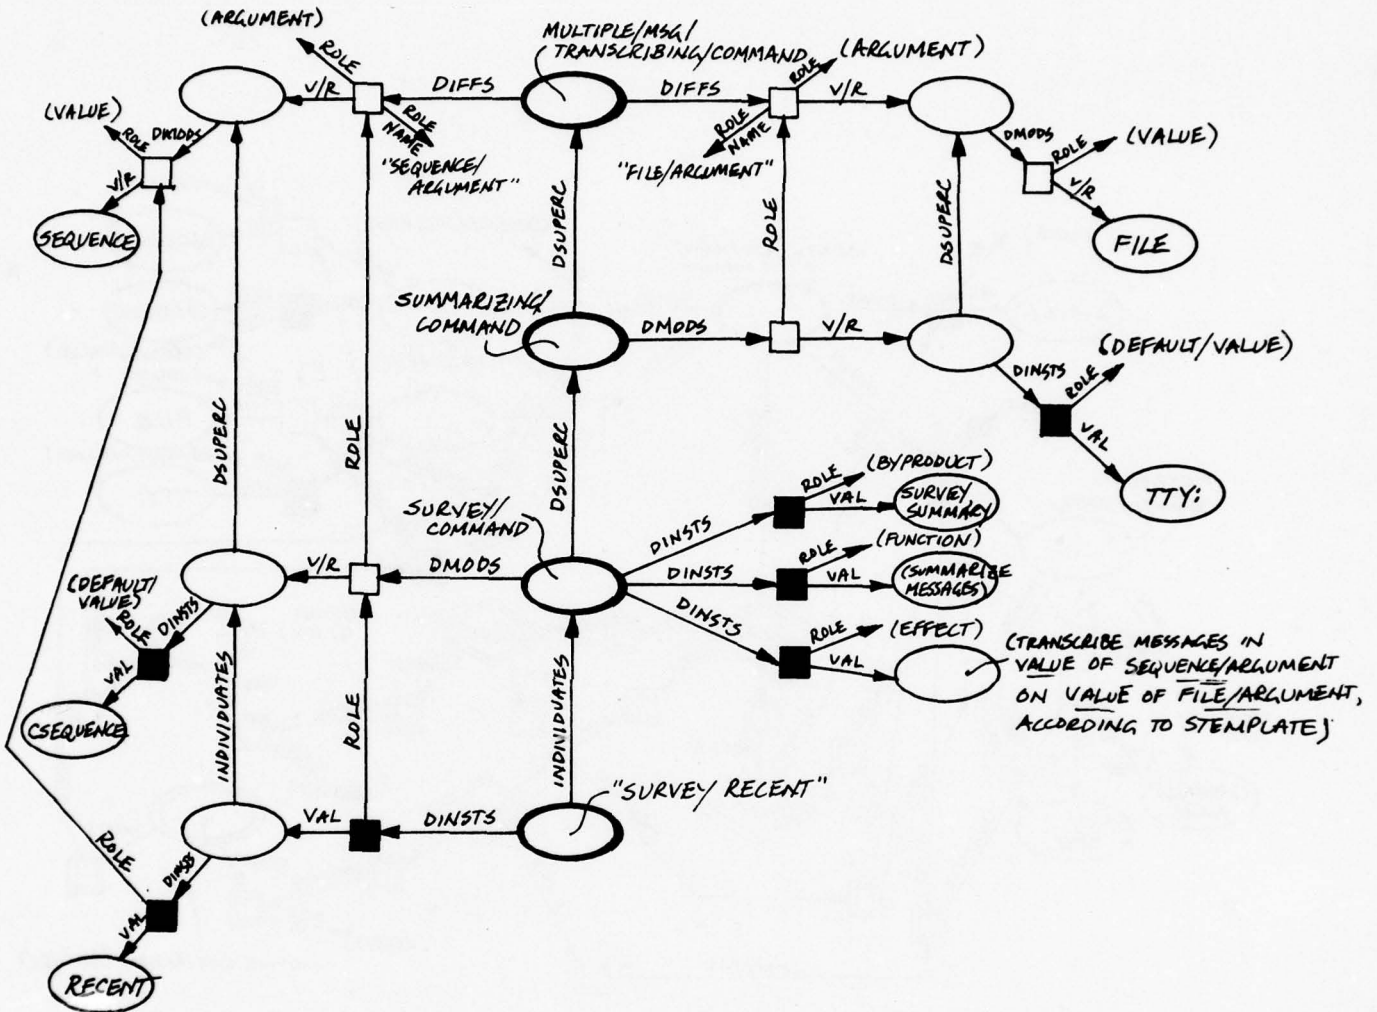 (ARGUMENT)
ROLE
MULTIPLE/MSG/
TRANSCRIBING/COMMAND
ROLE
(ARGUMENT)
V/R
DIFFS
DIFFS
V/R
(VALUE)
ROLE
DMODS
ROLE
NAME
"SEQUENCE/
ARGUMENT"
ROLE
NAME
"FILE/ARGUMENT"
DMODS
ROLE
(VALUE)
V/R
V/R
SEQUENCE
FILE
DSUPERC
ROLE
DSUPERC
SUMMARIZING/
COMMAND
DMODS
V/R
(DEFAULT/VALUE)
DINSTS
ROLE
VAL
TTY:
DSUPERC
ROLE
DSUPERC
SURVEY/
COMMAND
ROLE
(BYPRODUCT)
VAL
SURVEY/
SUMMARY
DINSTS
ROLE
(FUNCTION)
DINSTS
VAL
(SUMMARIZE
MESSAGES)
DINSTS
ROLE
(EFFECT)
VAL
(TRANSCRIBE MESSAGES IN
VALUE OF SEQUENCE/ARGUMENT
ON VALUE OF FILE/ARGUMENT,
ACCORDING TO STEMPLATE)
V/R
DMODS
(DEFAULT/
VALUE)
ROLE
DINSTS
VAL
CSEQUENCE
INDIVIDUATES
ROLE
INDIVIDUATES
"SURVEY RECENT"
VAL
DINSTS
ROLE
DINSTS
VAL
RECENT